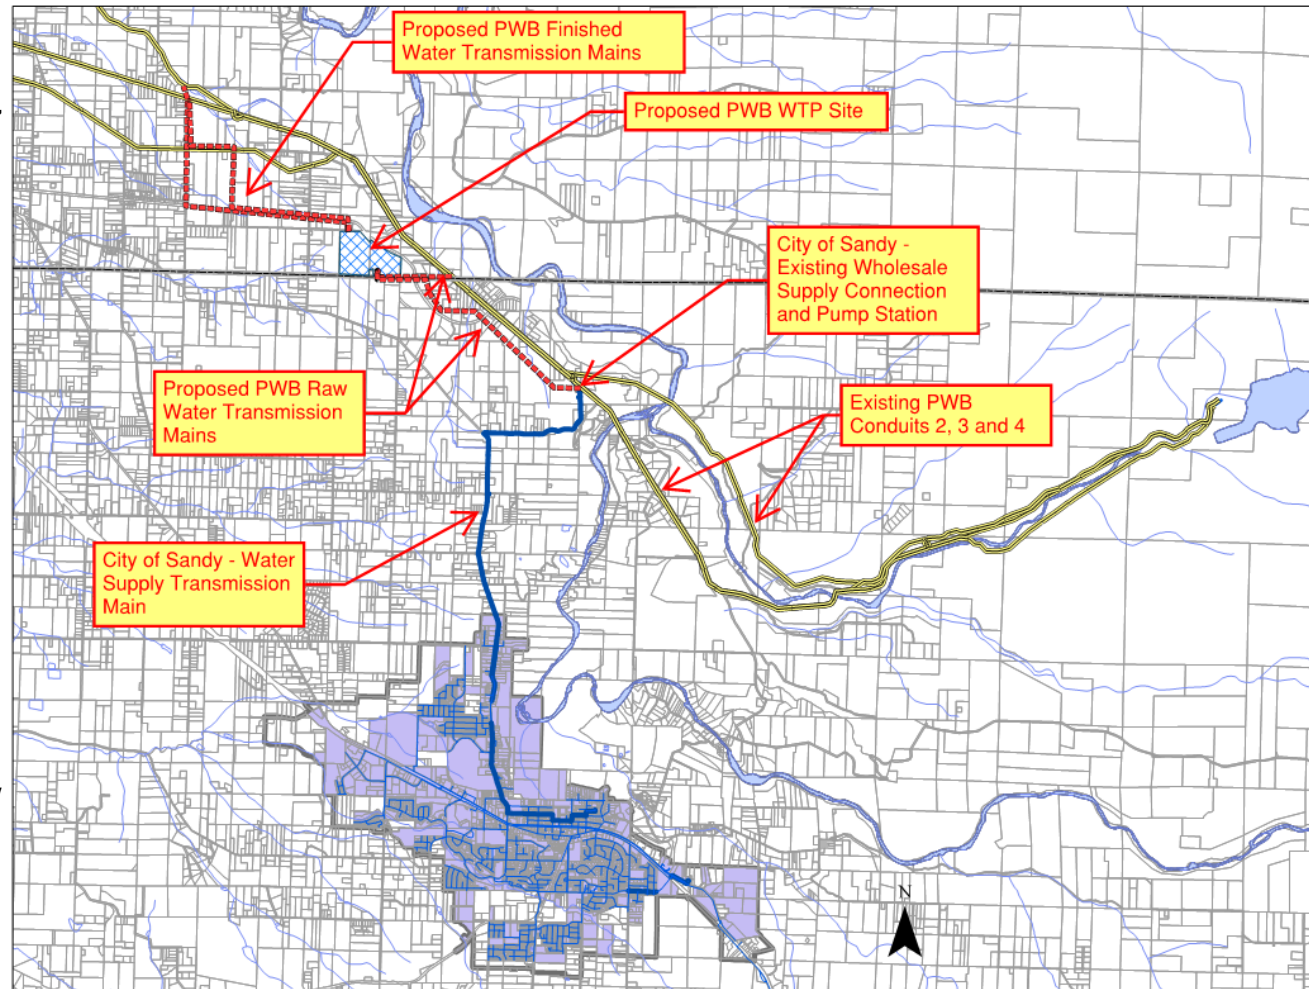 Proposed PWB Finished
Water Transmission Mains
Proposed PWB WTP Site
City of Sandy -
Existing Wholesale
Supply Connection
and Pump Station
Proposed PWB Raw
Water Transmission
Mains
Existing PWB
Conduits 2, 3 and 4
City of Sandy - Water
Supply Transmission
Main
N